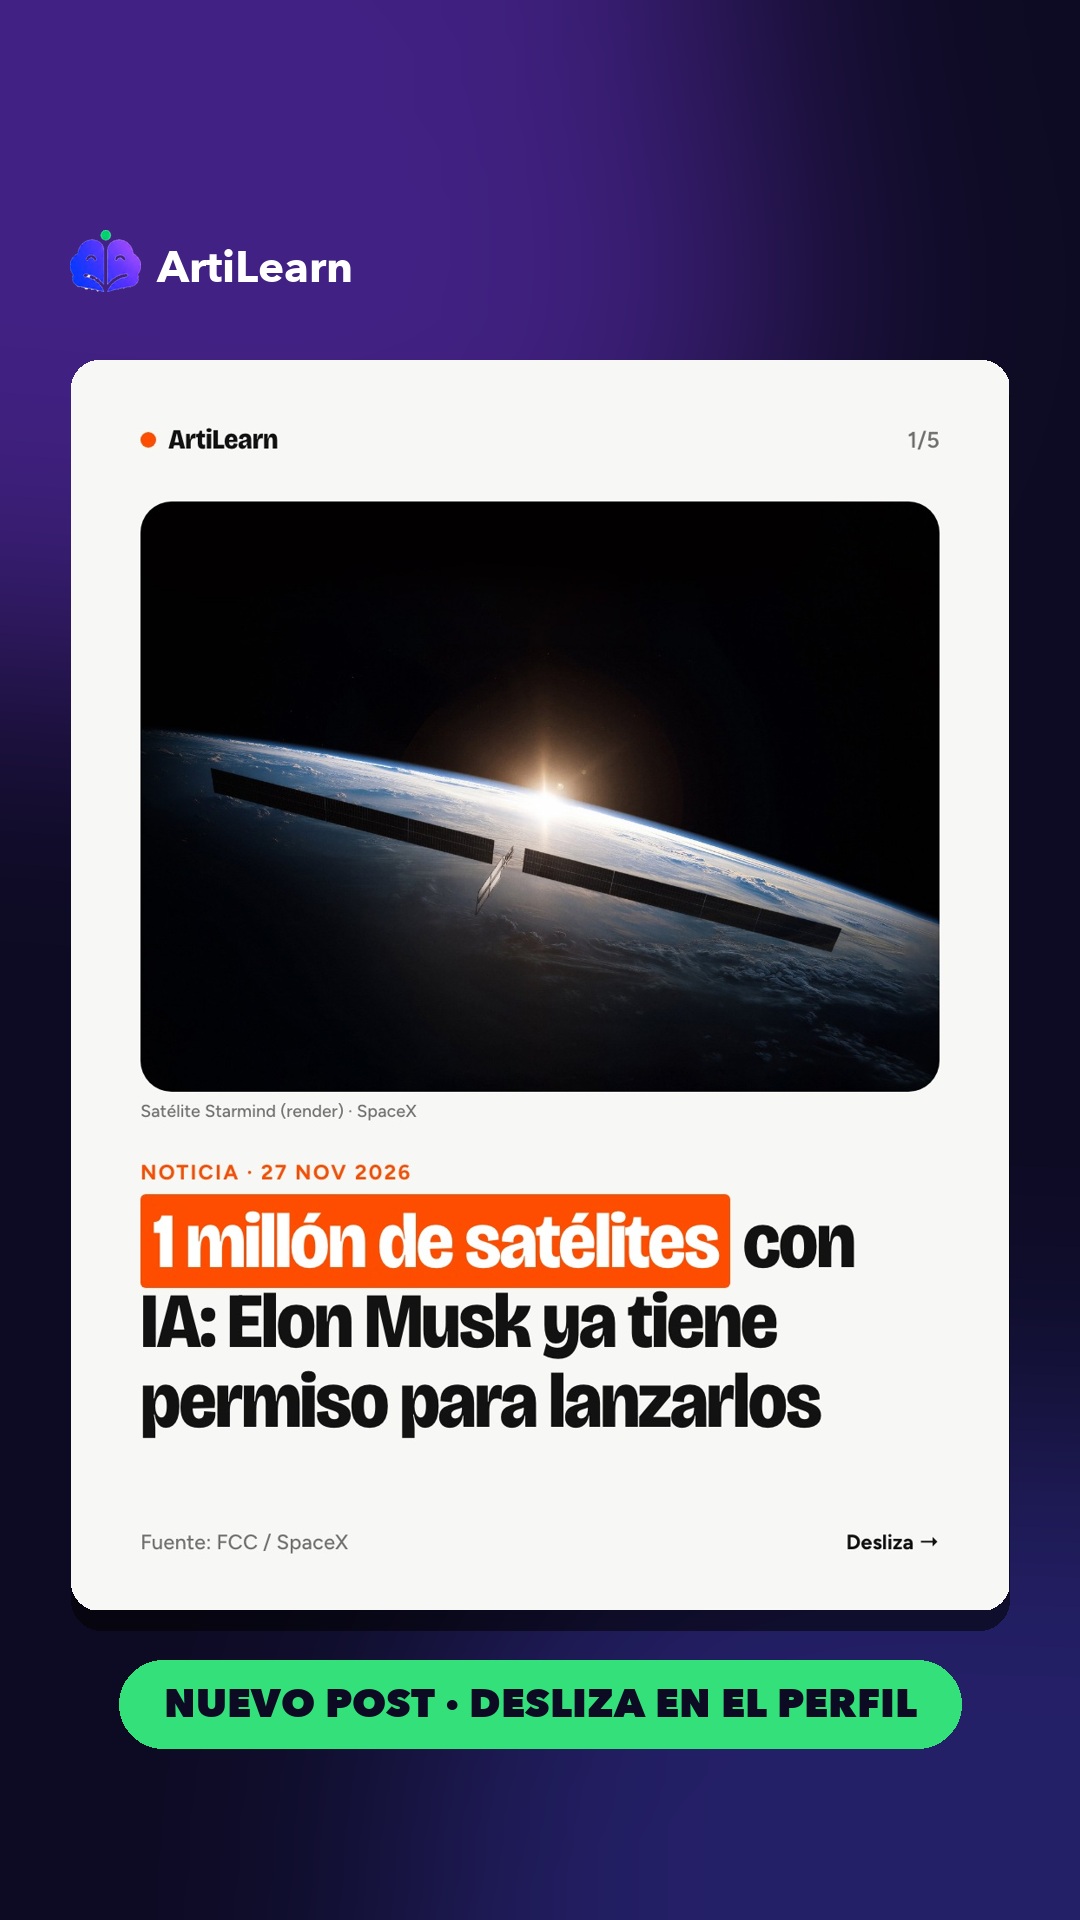 ArtiLearn
ArtiLearn
1/5
Satélite Starmind (render) · SpaceX
NOTICIA · 27 NOV 2026
1 millón de satélites con
IA: Elon Musk ya tiene
permiso para lanzarlos
Fuente: FCC / SpaceX
Desliza →
NUEVO POST · DESLIZA EN EL PERFIL